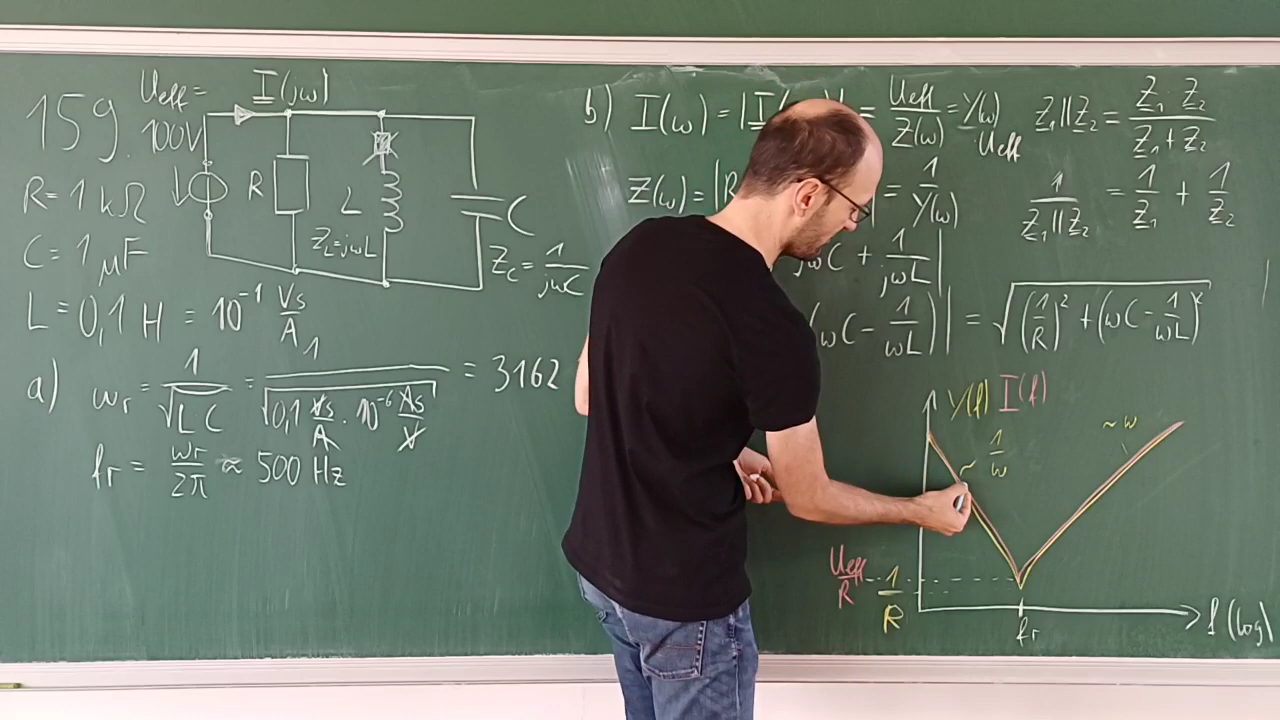 159.
Ueff = 100V
I(jω)
R = 1 kΩ
C = 1 μF
L = 0,1 H = 10⁻¹ Vs/A
R
L
Z_L = jωL
C
Z_C = 1/jωC
a) ωr = 1/√(L C) = 1/√(0,1 Vs/A · 10⁻⁶ As/V) = 3162
fr = ωr/2π ≈ 500 Hz
b) I(ω) = |I( = Ueff/Z(ω) = Y(ω) Ueff
Z(ω) = |R = 1/Y(ω)
jωC + 1/jωL|
(ωC - 1/ωL)| = √((1/R)² + (ωC - 1/ωL)²)
Z₁||Z₂ = Z₁ · Z₂/(Z₁ + Z₂)
1/(Z₁||Z₂) = 1/Z₁ + 1/Z₂
Y(f) I(f)
~ 1/ω
~ ω
Ueff/R
1/R
fr
f (log)